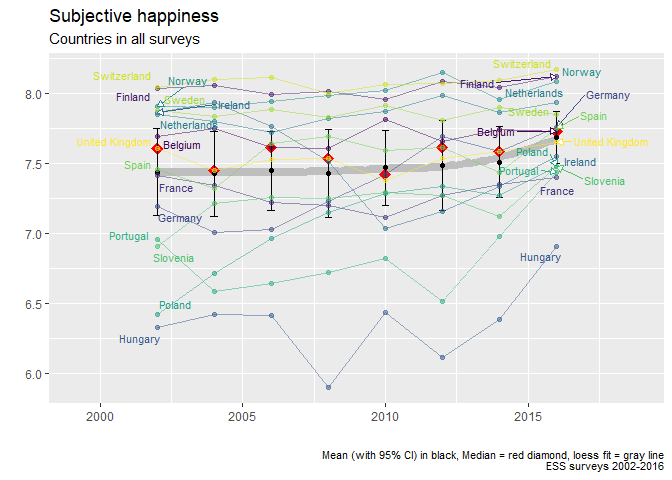 Subjective happiness
Countries in all surveys
Switzerland
Switzerland
Norway
Norway
Finland
Finland
Germany
Sweden
Ireland
Sweden
Spain
Netherlands
Netherlands
Belgium
United Kingdom
Belgium
United Kingdom
Poland
Ireland
Spain
Portugal
Slovenia
France
France
Germany
Portugal
Slovenia
Hungary
Poland
Hungary
8.0
7.5
7.0
6.5
6.0
2000
2005
2010
2015
Mean (with 95% CI) in black, Median = red diamond, loess fit = gray line
ESS surveys 2002-2016